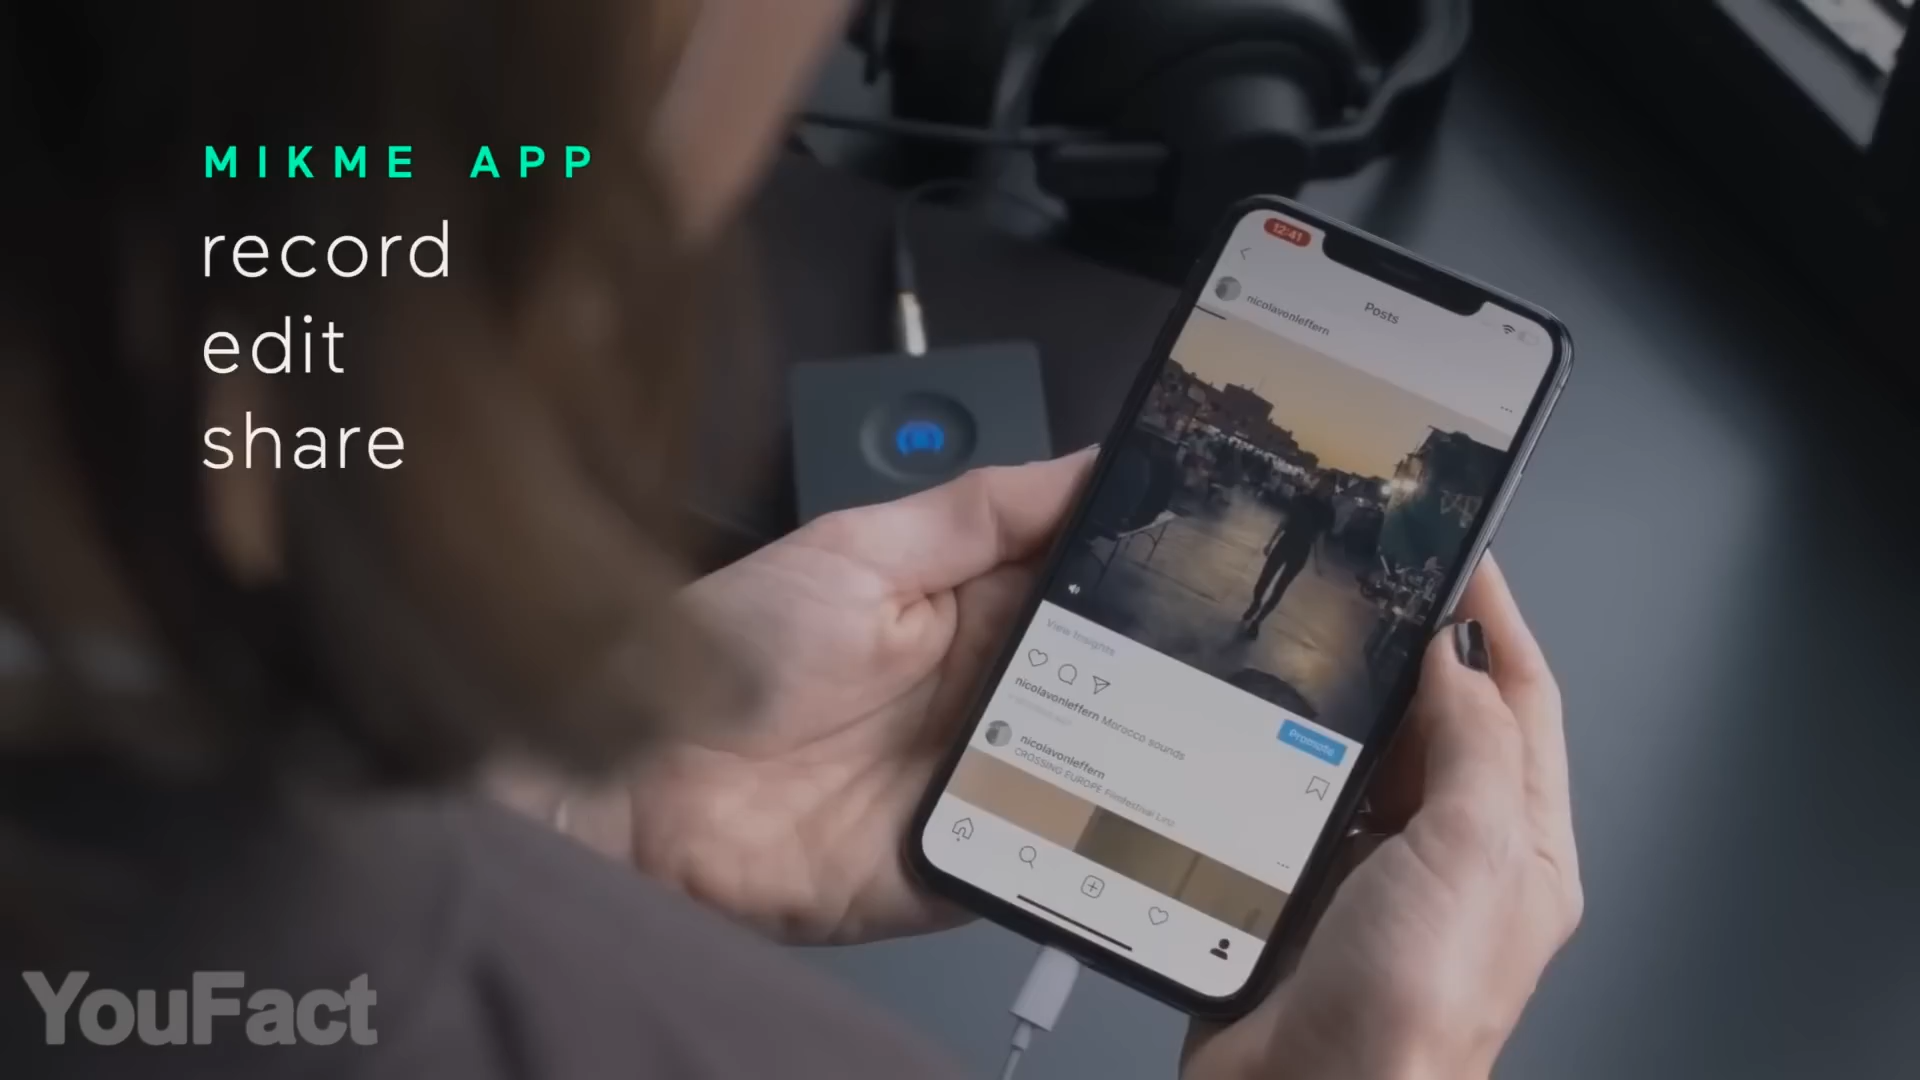 MIKME APP
record
edit
share
12:41
Posts
nicolavonleffern
View Insights
Promote
nicolavonleffern Morocco sounds
nicolavonleffern
CROSSING EUROPE Filmfestival Linz
YouFact